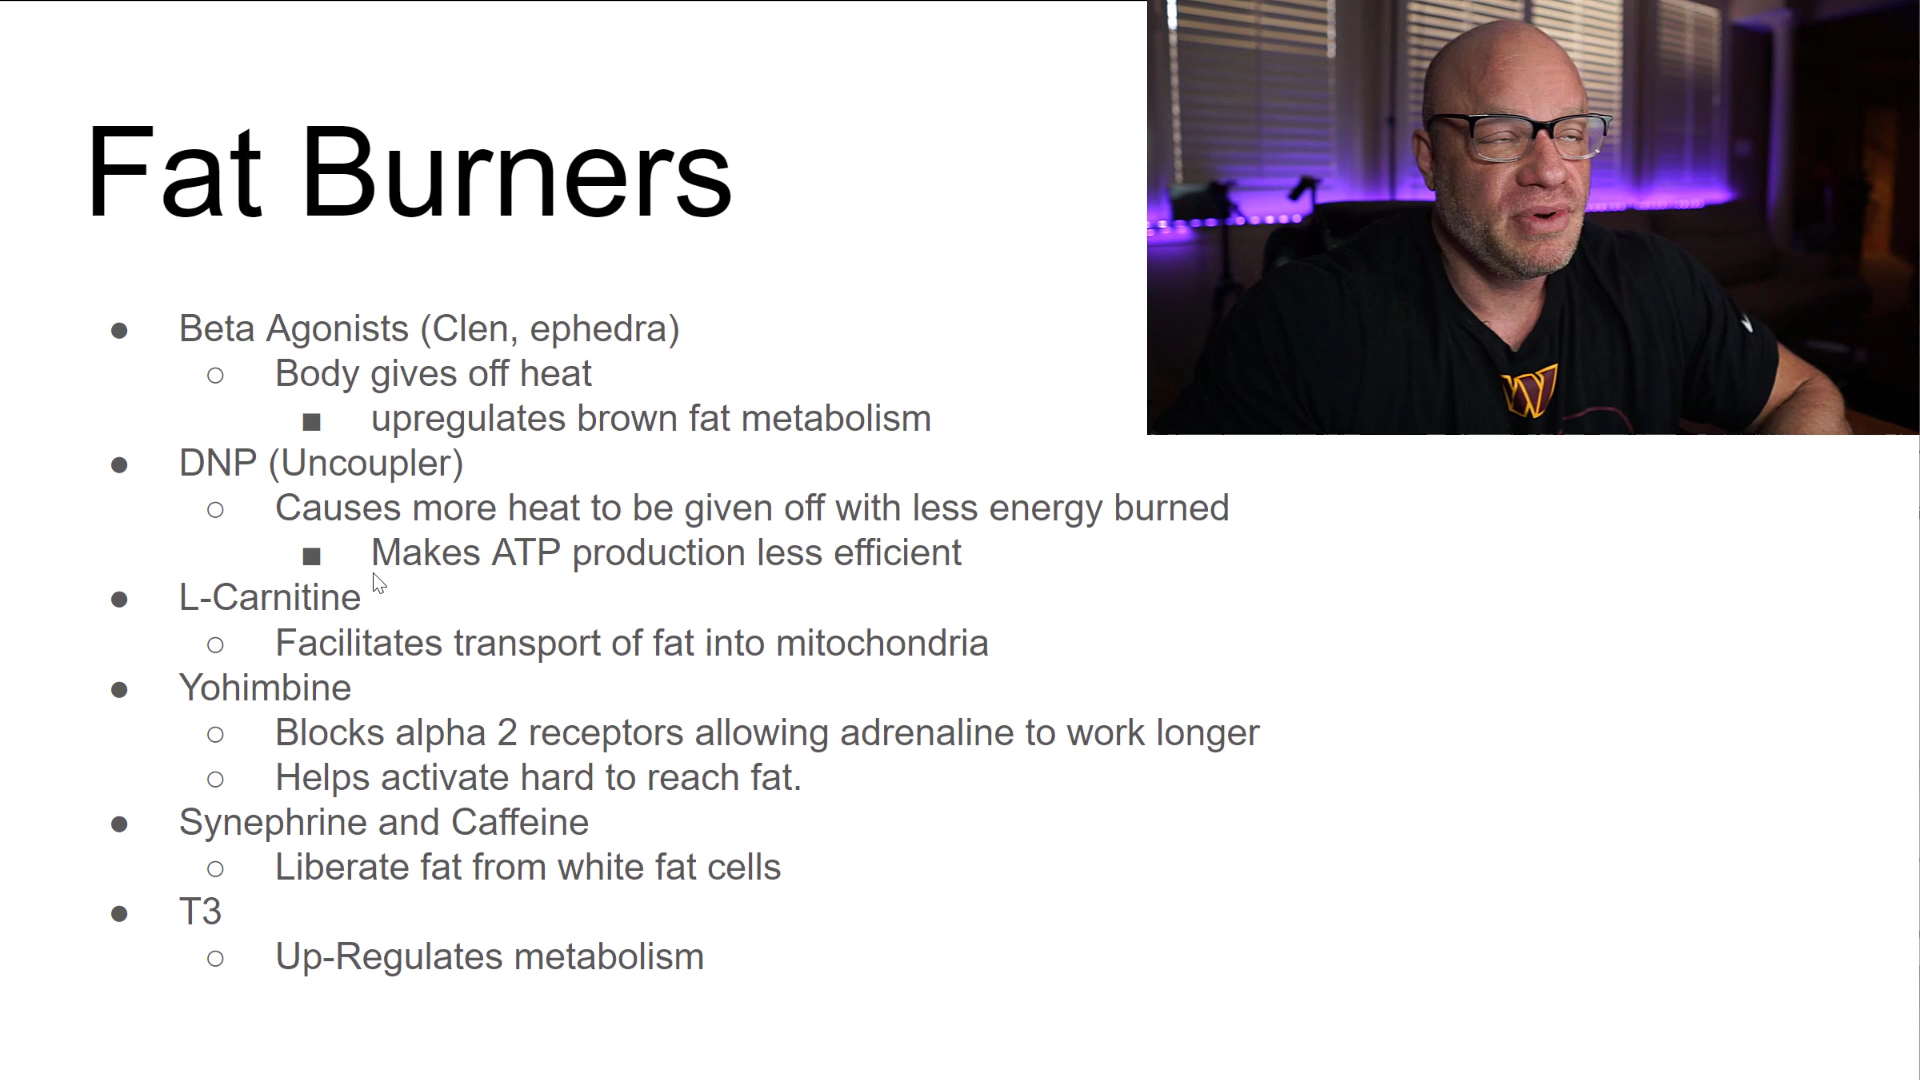 Fat Burners
● Beta Agonists (Clen, ephedra)
○ Body gives off heat
■ upregulates brown fat metabolism
● DNP (Uncoupler)
○ Causes more heat to be given off with less energy burned
■ Makes ATP production less efficient
● L-Carnitine
○ Facilitates transport of fat into mitochondria
● Yohimbine
○ Blocks alpha 2 receptors allowing adrenaline to work longer
○ Helps activate hard to reach fat.
● Synephrine and Caffeine
○ Liberate fat from white fat cells
● T3
○ Up-Regulates metabolism
W